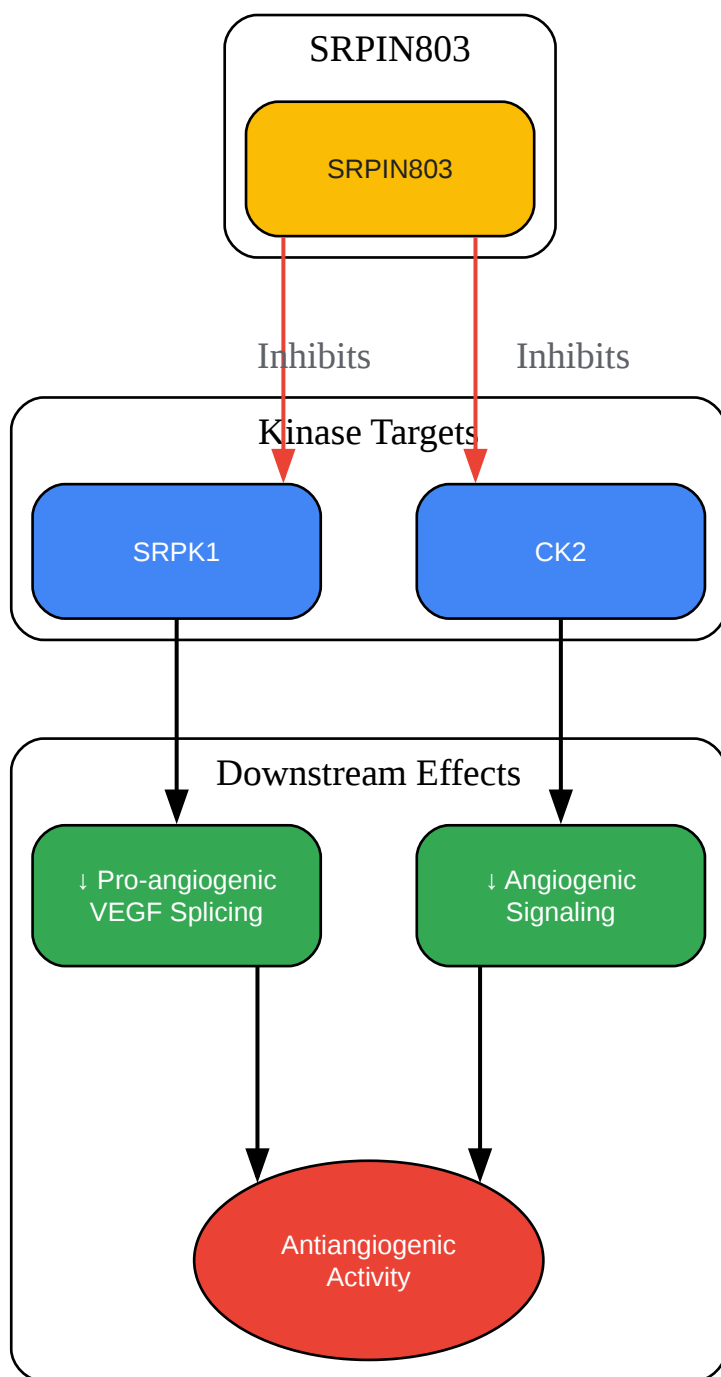 SRPIN803
SRPIN803
Inhibits Inhibits
Kinase Targets
SRPK1 CK2
Downstream Effects
↓ Pro-angiogenic
VEGF Splicing
↓ Angiogenic
Signaling
Antiangiogenic
Activity